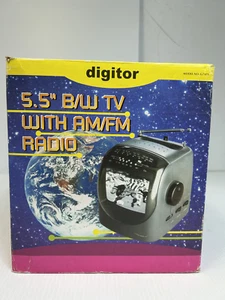 digitor
5.5" B/W TV
WITH AM/FM
RADIO